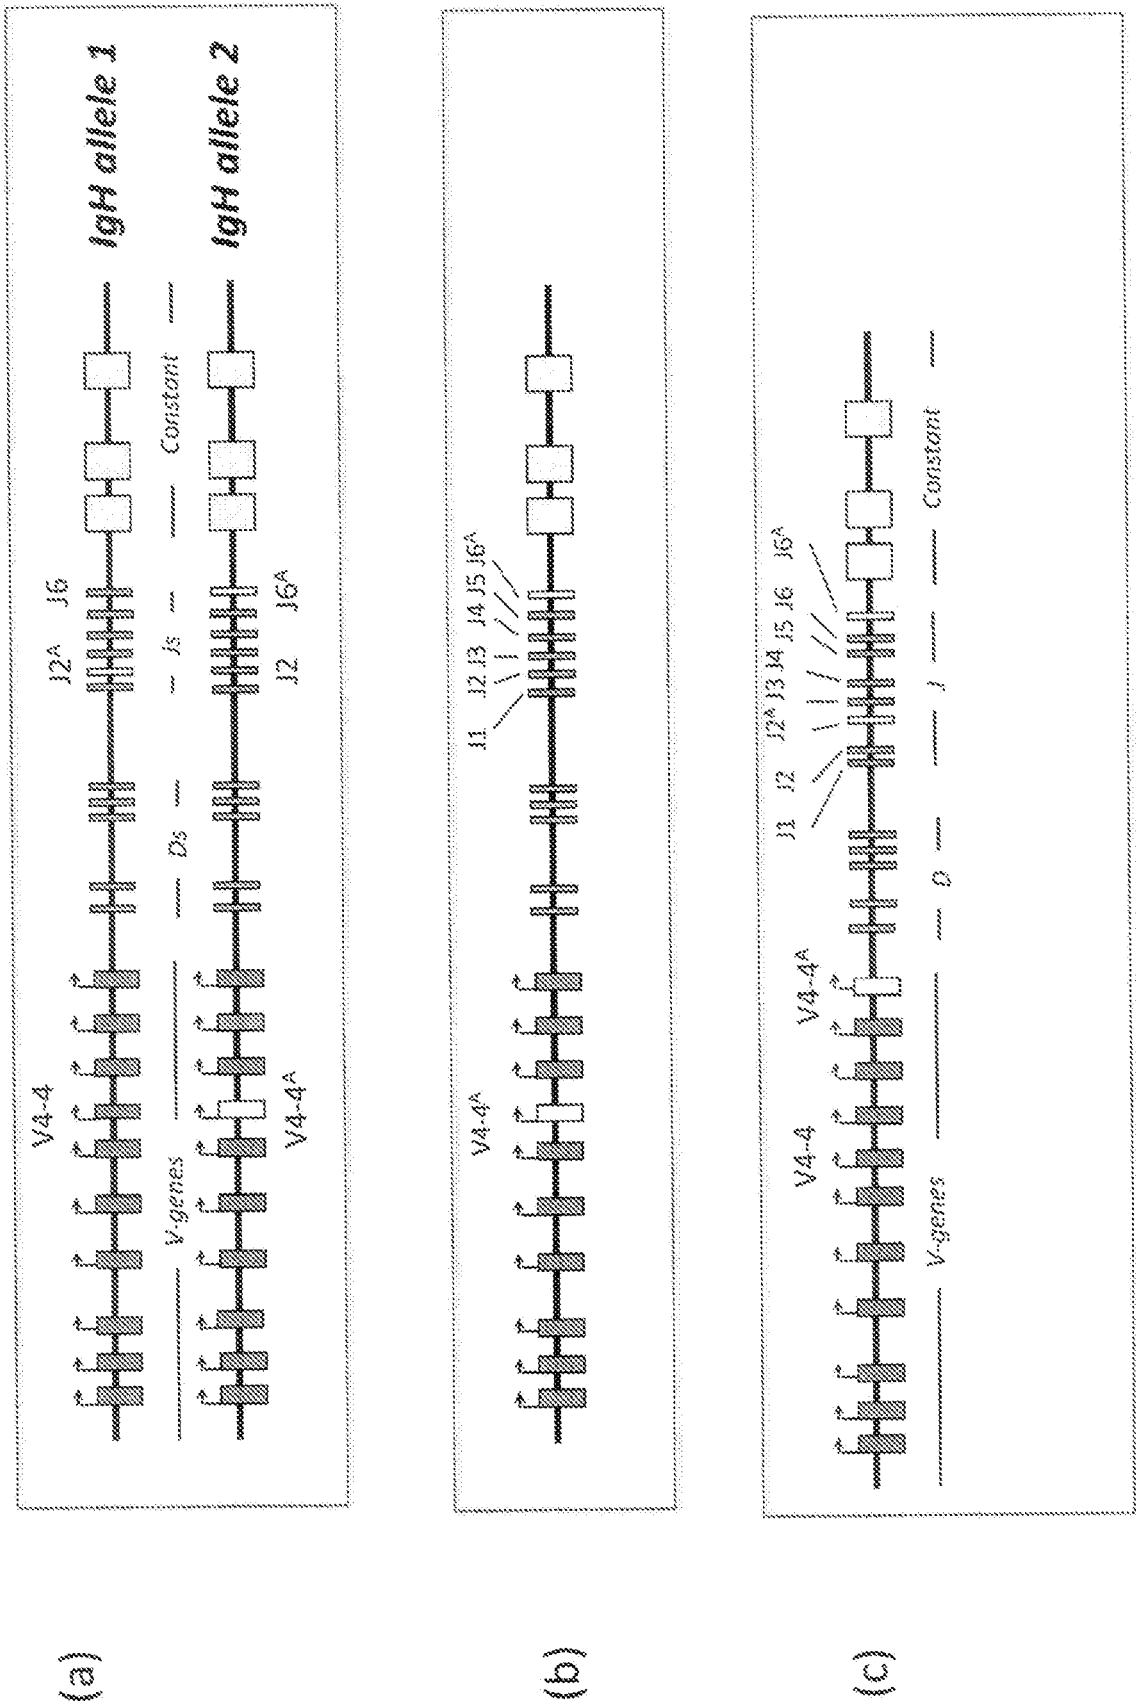 (a)
V4-4 J2ᴬ J6 IgH allele 1
V-genes Ds Js Constant
V4-4ᴬ J2 J6ᴬ IgH allele 2
(b)
V4-4ᴬ J1 J2 J3 J4 J5 J6ᴬ
(c)
V4-4 V4-4ᴬ J1 J2 J2ᴬ J3 J4 J5 J6 J6ᴬ
V-genes D J Constant